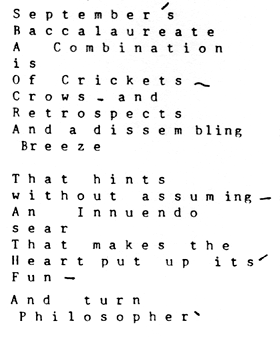 September's
Baccalaureate
A Combination
is
Of Crickets ~
Crows - and
Retrospects
And a dissembling
Breeze
That hints
without assuming -
An Innuendo
sear
That makes the
Heart put up its'
Fun -
And turn
Philosopher`